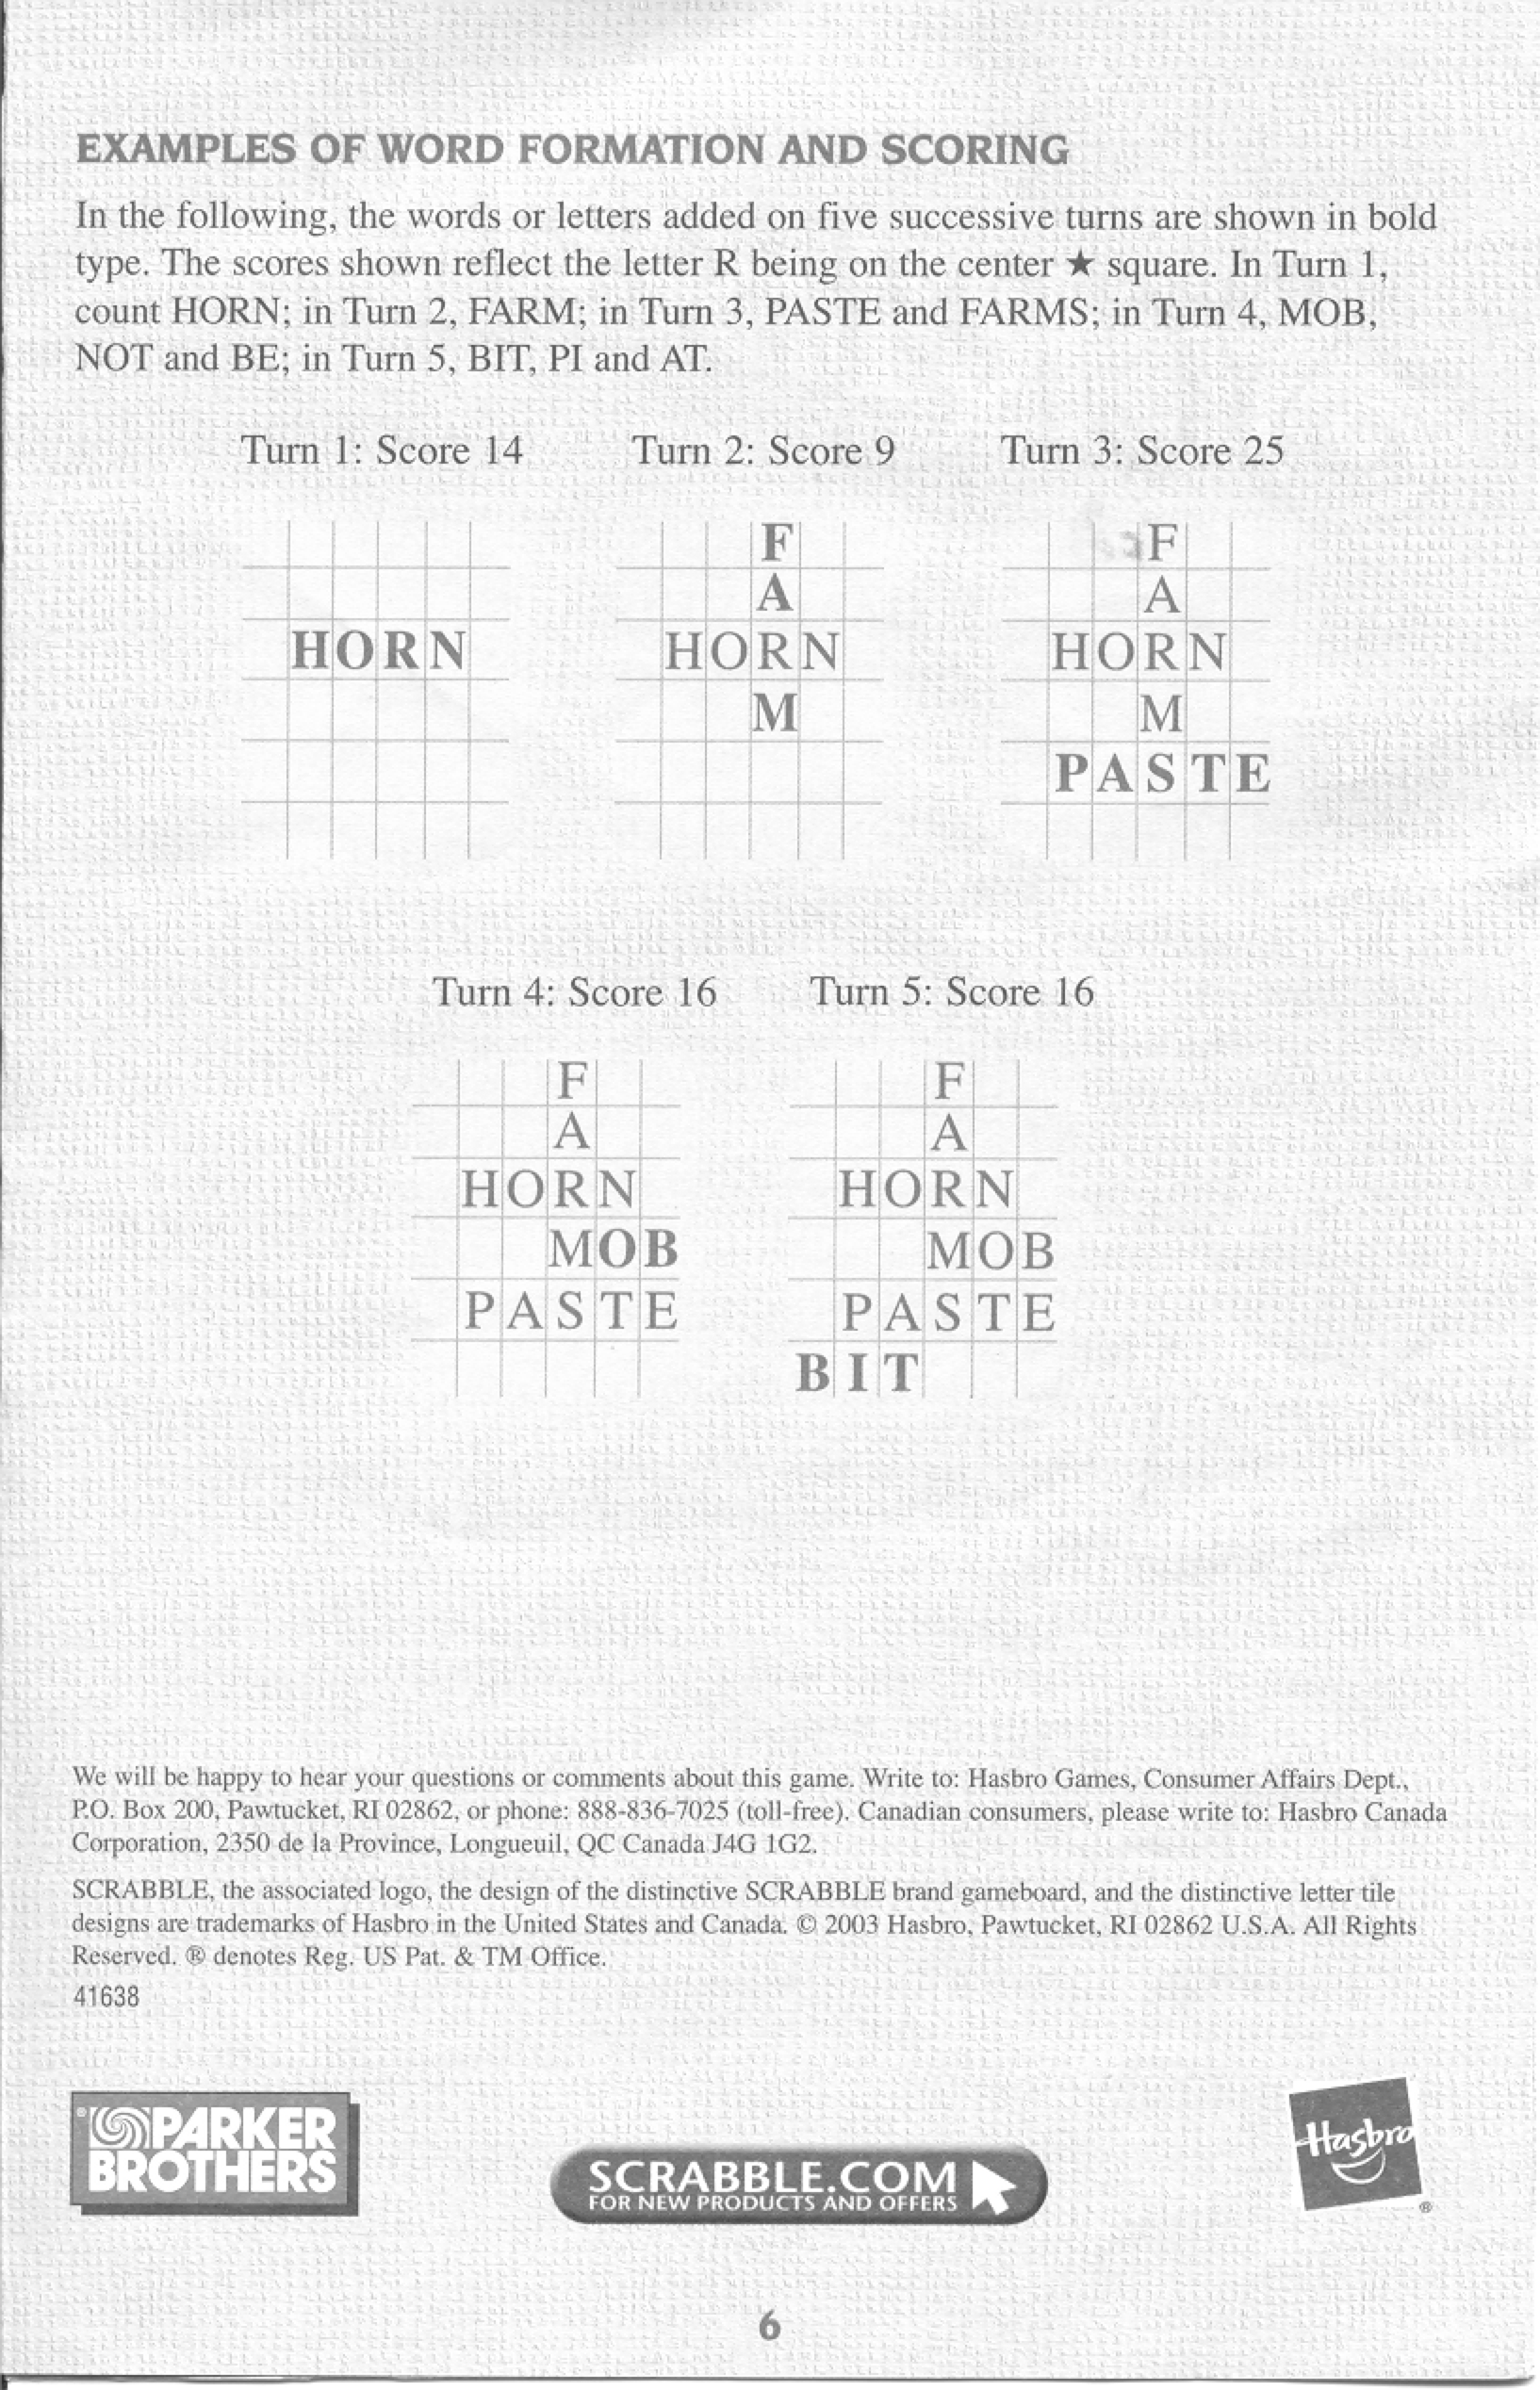 EXAMPLES OF WORD FORMATION AND SCORING
In the following, the words or letters added on five successive turns are shown in bold
type. The scores shown reflect the letter R being on the center ★ square. In Turn 1,
count HORN; in Turn 2, FARM; in Turn 3, PASTE and FARMS; in Turn 4, MOB,
NOT and BE; in Turn 5, BIT, PI and AT.
Turn 1: Score 14
HORN
Turn 2: Score 9
F
A
HORN
M
Turn 3: Score 25
F
A
HORN
M
PASTE
Turn 4: Score 16
F
A
HORN
MOB
PASTE
Turn 5: Score 16
F
A
HORN
MOB
PASTE
BIT
We will be happy to hear your questions or comments about this game. Write to: Hasbro Games, Consumer Affairs Dept.,
P.O. Box 200, Pawtucket, RI 02862, or phone: 888-836-7025 (toll-free). Canadian consumers, please write to: Hasbro Canada
Corporation, 2350 de la Province, Longueuil, QC Canada J4G 1G2.
SCRABBLE, the associated logo, the design of the distinctive SCRABBLE brand gameboard, and the distinctive letter tile
designs are trademarks of Hasbro in the United States and Canada. © 2003 Hasbro, Pawtucket, RI 02862 U.S.A. All Rights
Reserved. ® denotes Reg. US Pat. & TM Office.
41638
® PARKER
BROTHERS
SCRABBLE.COM
FOR NEW PRODUCTS AND OFFERS
Hasbro
®
6